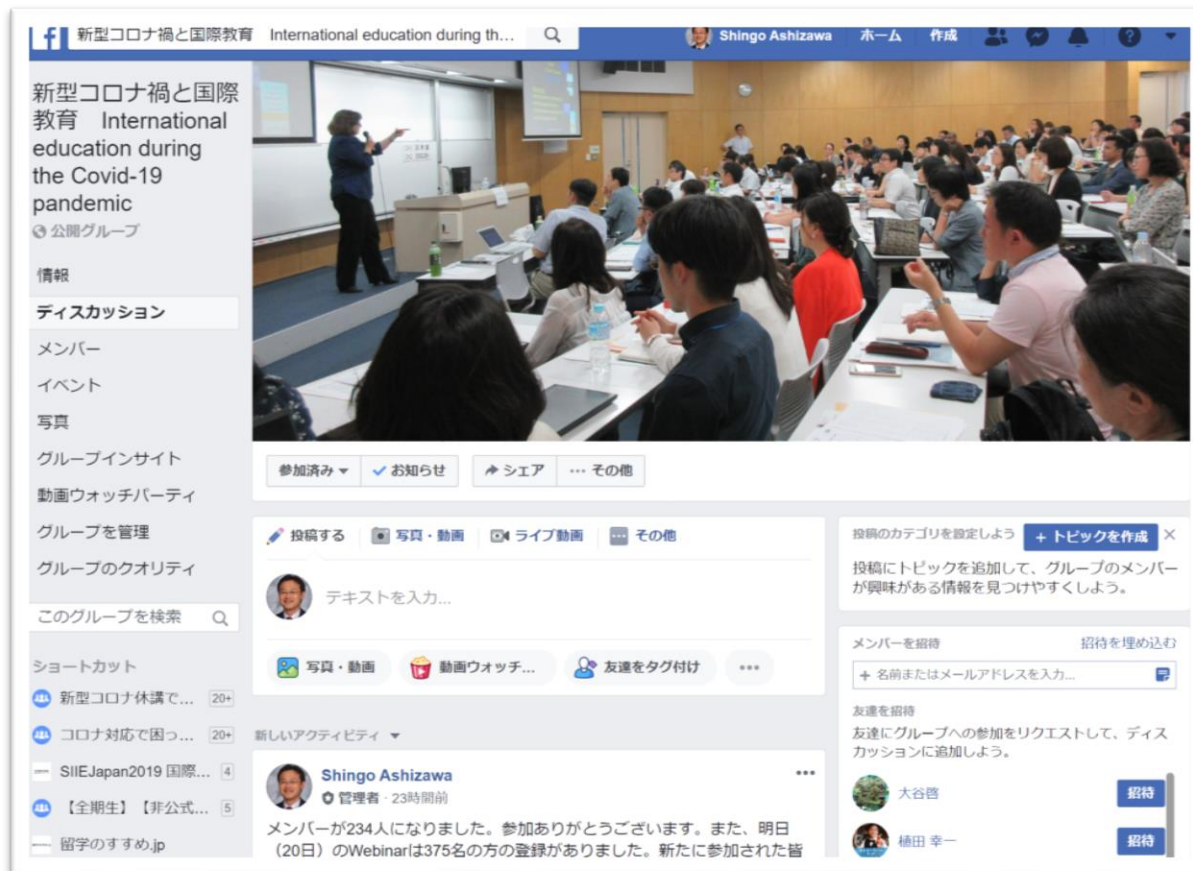 新型コロナ禍と国際教育　International education during th...
Shingo Ashizawa
ホーム
作成
新型コロナ禍と国際
教育　International
education during
the Covid-19
pandemic
公開グループ
情報
ディスカッション
メンバー
イベント
写真
グループインサイト
動画ウォッチパーティ
グループを管理
グループのクオリティ
このグループを検索
ショートカット
新型コロナ休講で... 20+
コロナ対応で困っ... 20+
SIIEJapan2019 国際... 4
【全期生】【非公式... 5
留学のすすめ.jp
参加済み
お知らせ
シェア
... その他
投稿する
写真・動画
ライブ動画
その他
テキストを入力...
写真・動画
動画ウォッチ...
友達をタグ付け
新しいアクティビティ
Shingo Ashizawa
管理者・23時間前
メンバーが234人になりました。参加ありがとうございます。また、明日
（20日）のWebinarは375名の方の登録がありました。新たに参加された皆
投稿のカテゴリを設定しよう
+ トピックを作成
投稿にトピックを追加して、グループのメンバー
が興味がある情報を見つけやすくしよう。
メンバーを招待
招待を埋め込む
+ 名前またはメールアドレスを入力...
友達を招待
友達にグループへの参加をリクエストして、ディス
カッションに追加しよう。
大谷啓
招待
植田 幸一
招待